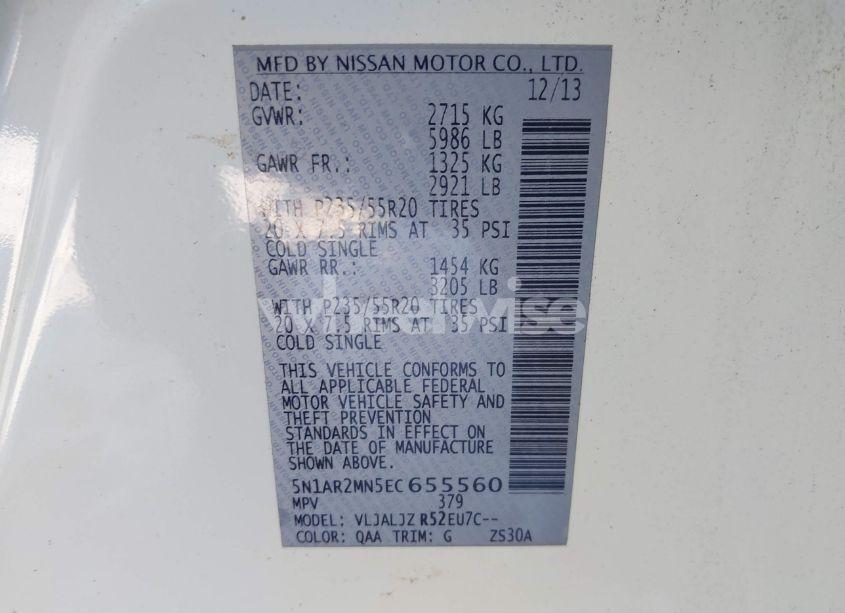 MFD BY NISSAN MOTOR CO., LTD.
DATE: 12/13
GVWR: 2715 KG
5986 LB
GAWR FR.: 1325 KG
2921 LB
WITH P235/55R20 TIRES
20 X 7.5 RIMS AT 35 PSI
COLD SINGLE
GAWR RR.: 1454 KG
3205 LB
WITH P235/55R20 TIRES
20 X 7.5 RIMS AT 35 PSI
COLD SINGLE
THIS VEHICLE CONFORMS TO
ALL APPLICABLE FEDERAL
MOTOR VEHICLE SAFETY AND
THEFT PREVENTION
STANDARDS IN EFFECT ON
THE DATE OF MANUFACTURE
SHOWN ABOVE.
5N1AR2MN5EC655560
MPV 379
MODEL: VLJALJZ R52EU7C--
COLOR: QAA TRIM: G ZS30A